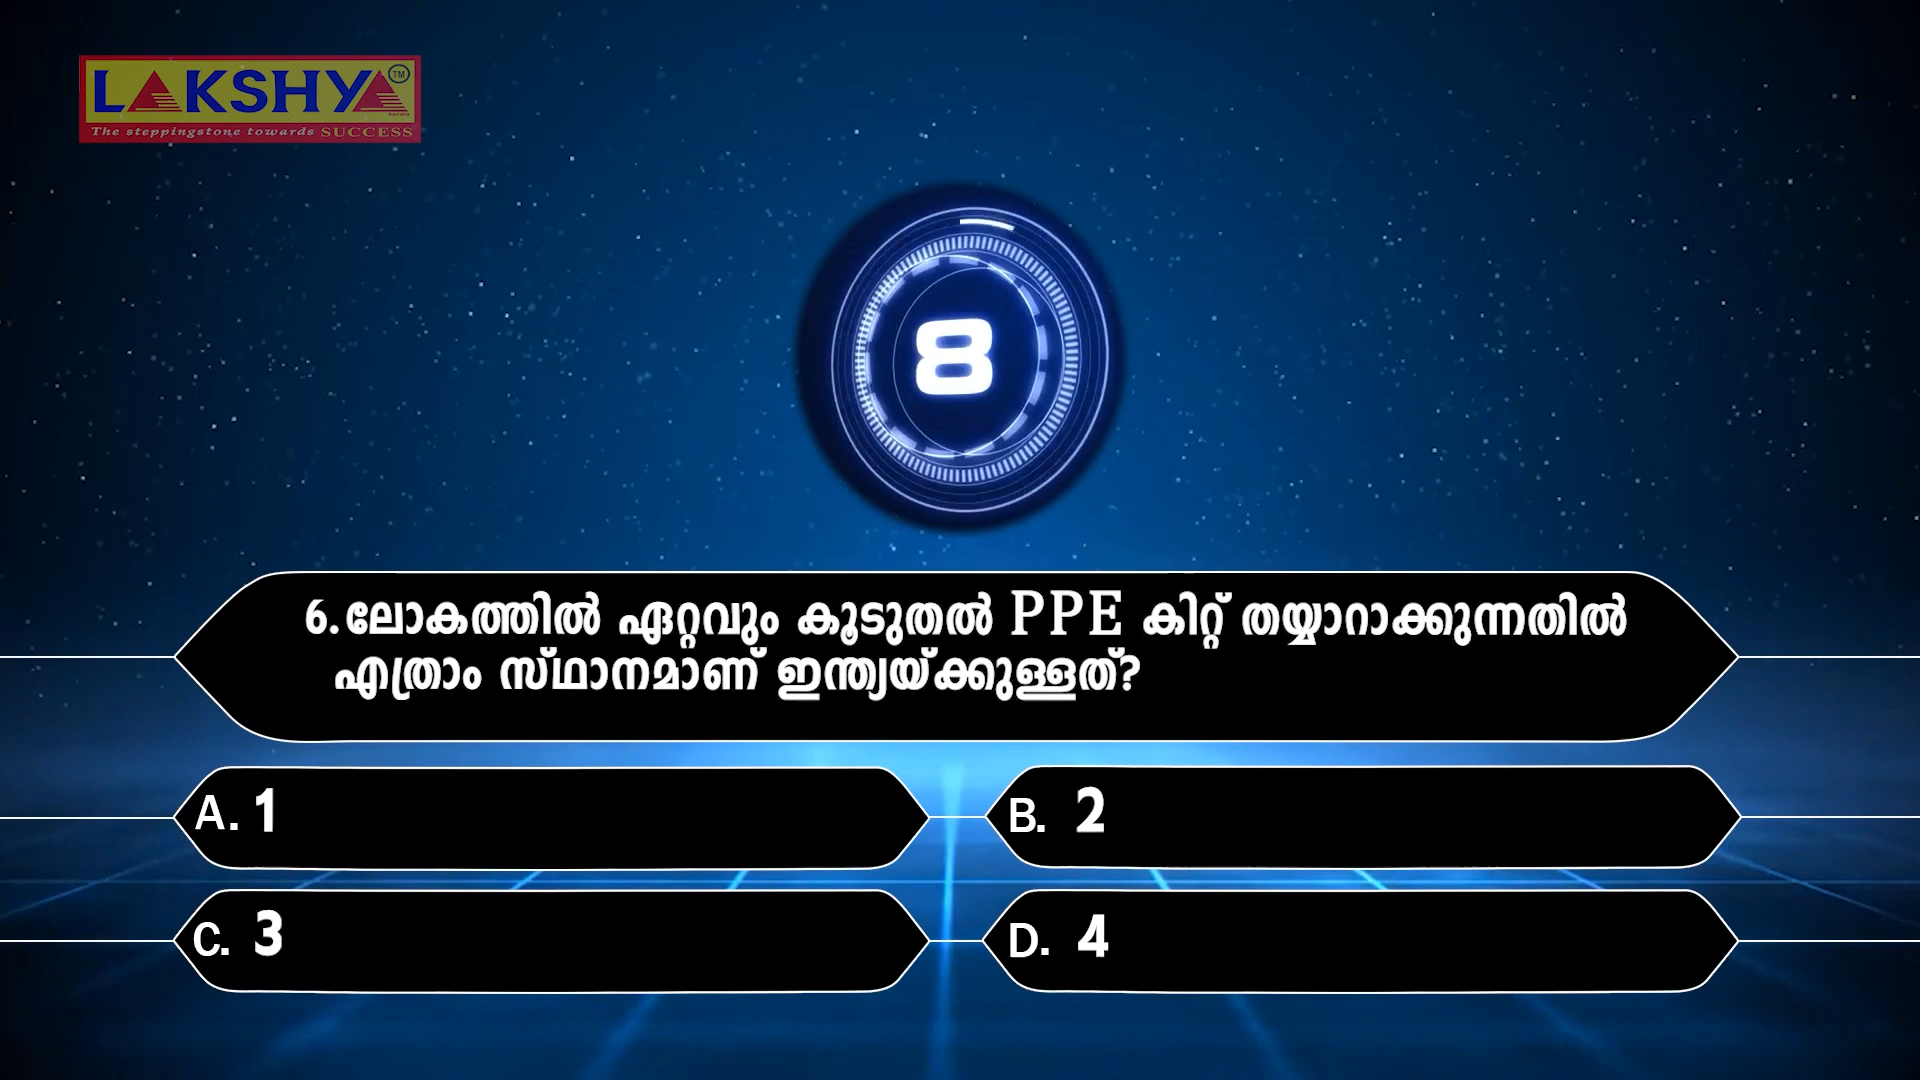 LAKSHYA TM
The steppingstone towards SUCCESS
8
6. ലോകത്തിൽ ഏറ്റവും കൂടുതൽ PPE കിറ്റ് തയ്യാറാക്കുന്നതിൽ
എത്രാം സ്ഥാനമാണ് ഇന്ത്യയ്ക്കുള്ളത്?
A. 1
B. 2
C. 3
D. 4